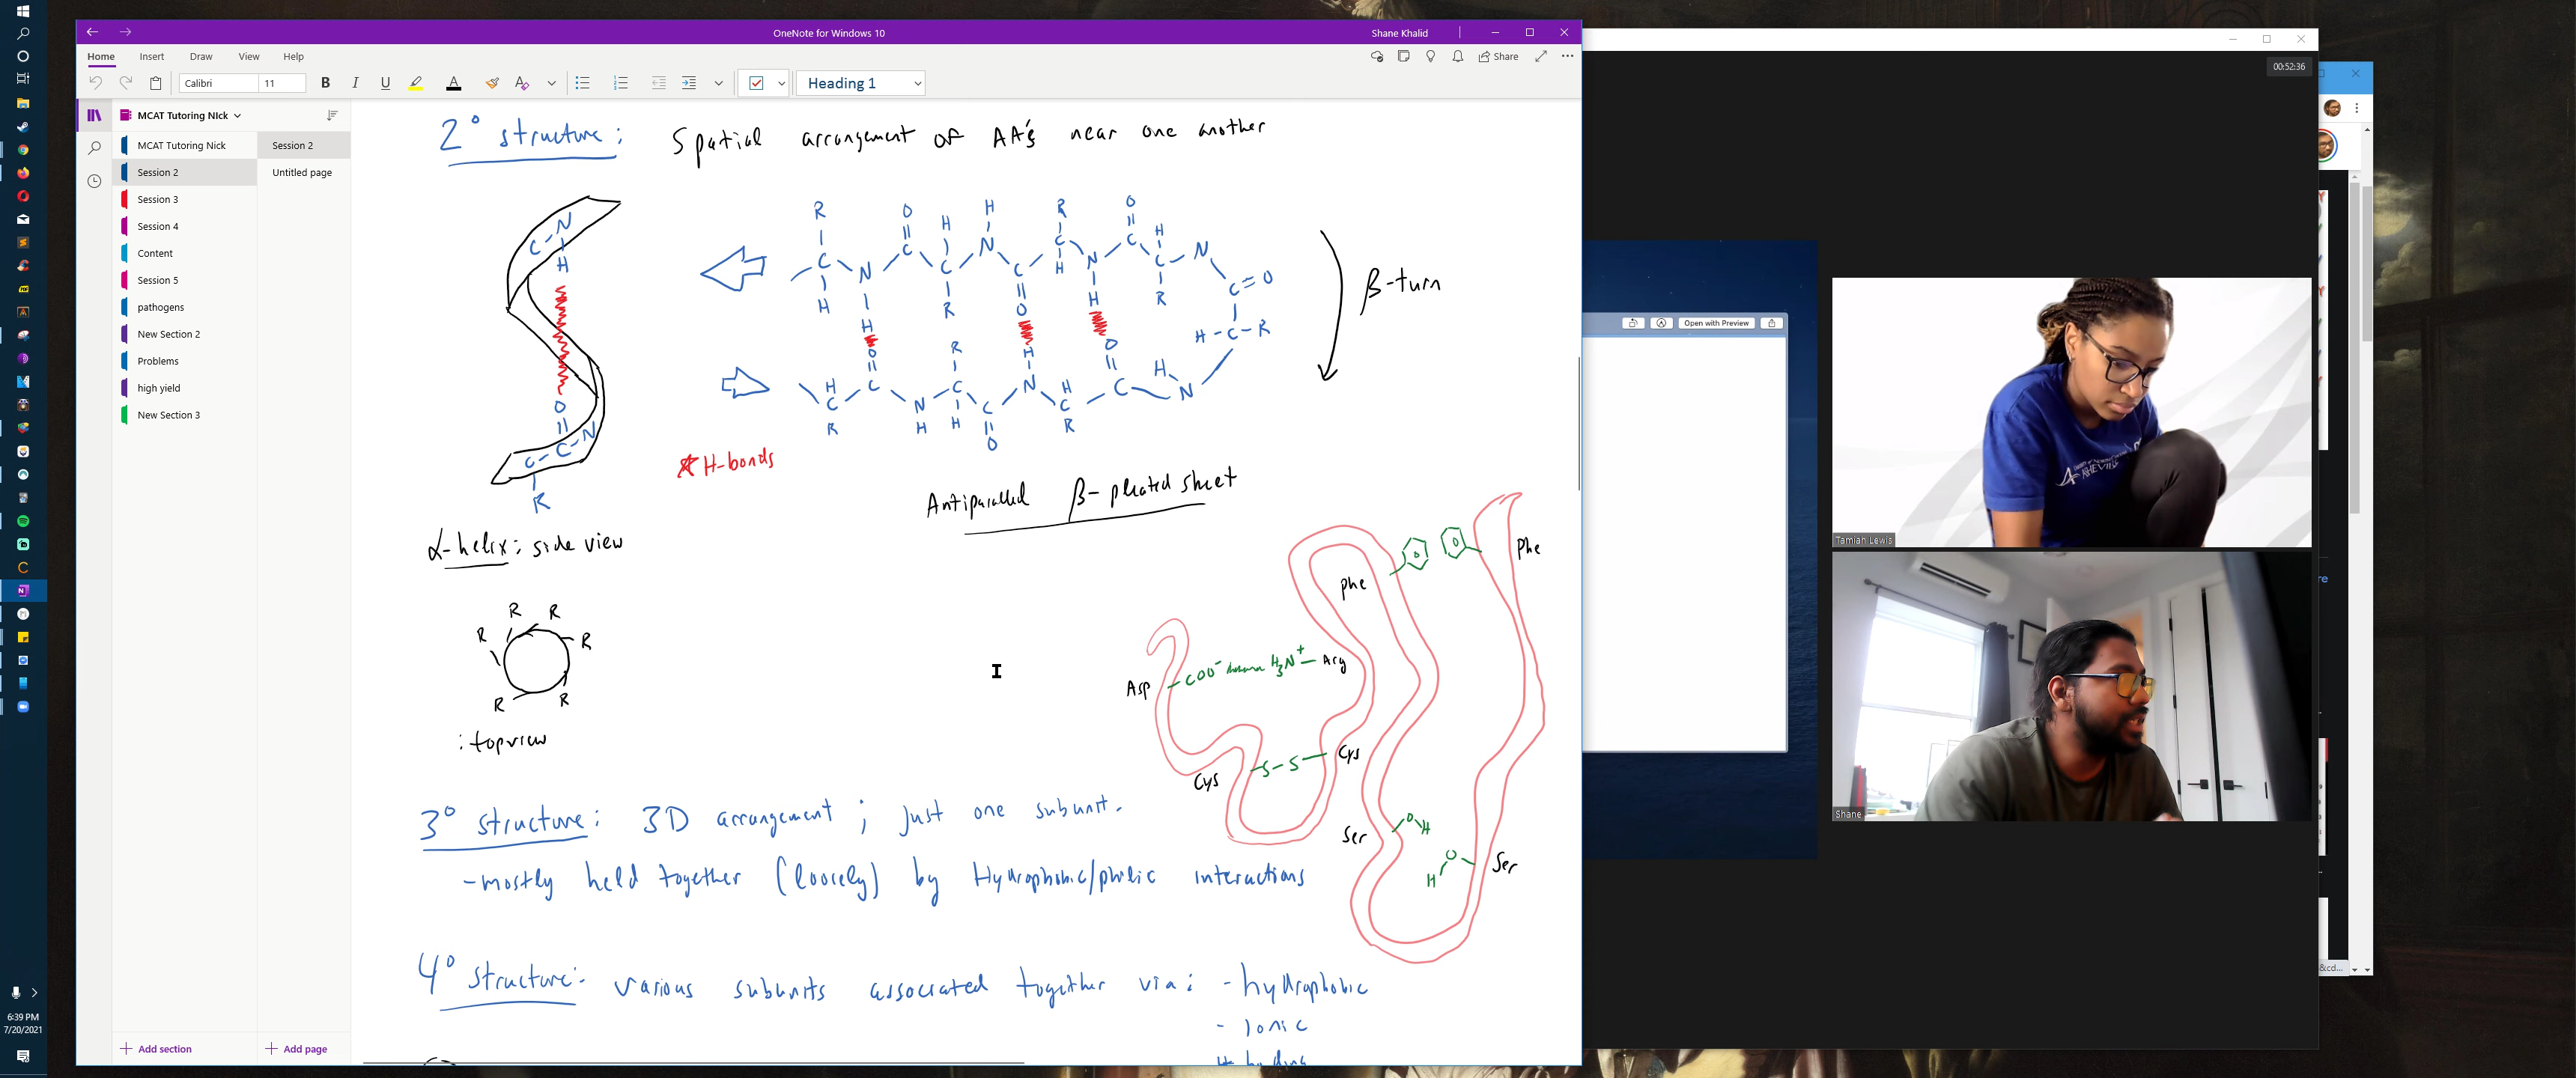 OneNote for Windows 10
Shane Khalid
Home Insert Draw View Help
Share
Calibri 11 B I U A A Heading 1
00:52:36
MCAT Tutoring NIck
MCAT Tutoring Nick
Session 2
Session 3
Session 4
Content
Session 5
pathogens
New Section 2
Problems
high yield
New Section 3
Session 2
Untitled page
+ Add section
+ Add page
2° structure: Spatial arrangement of AA's near one another
C-N
H
O
C-N
C
R
R O H H R O H
C N C C N C C N C C N
H H R O H H R C=O
H-C-R
O R H O H
H C N C C N C C N
R H H O R
β-turn
* H-bonds
Antiparallel β-pleated sheet
α-helix: side view
R R
R R
R R
: top view
Phe
Phe
Asp COO⁻ H₃N⁺ Arg
Cys S-S Cys
Ser OH
O H Ser
3° structure: 3D arrangement; just one subunit.
-mostly held together (loosely) by Hydrophobic/philic interactions
4° structure: various subunits associated together via: - hydrophobic
- Ionic
Open with Preview
Tamiah Lewis
ASHEVILLE
Shane
6:39 PM
7/20/2021
&cd...